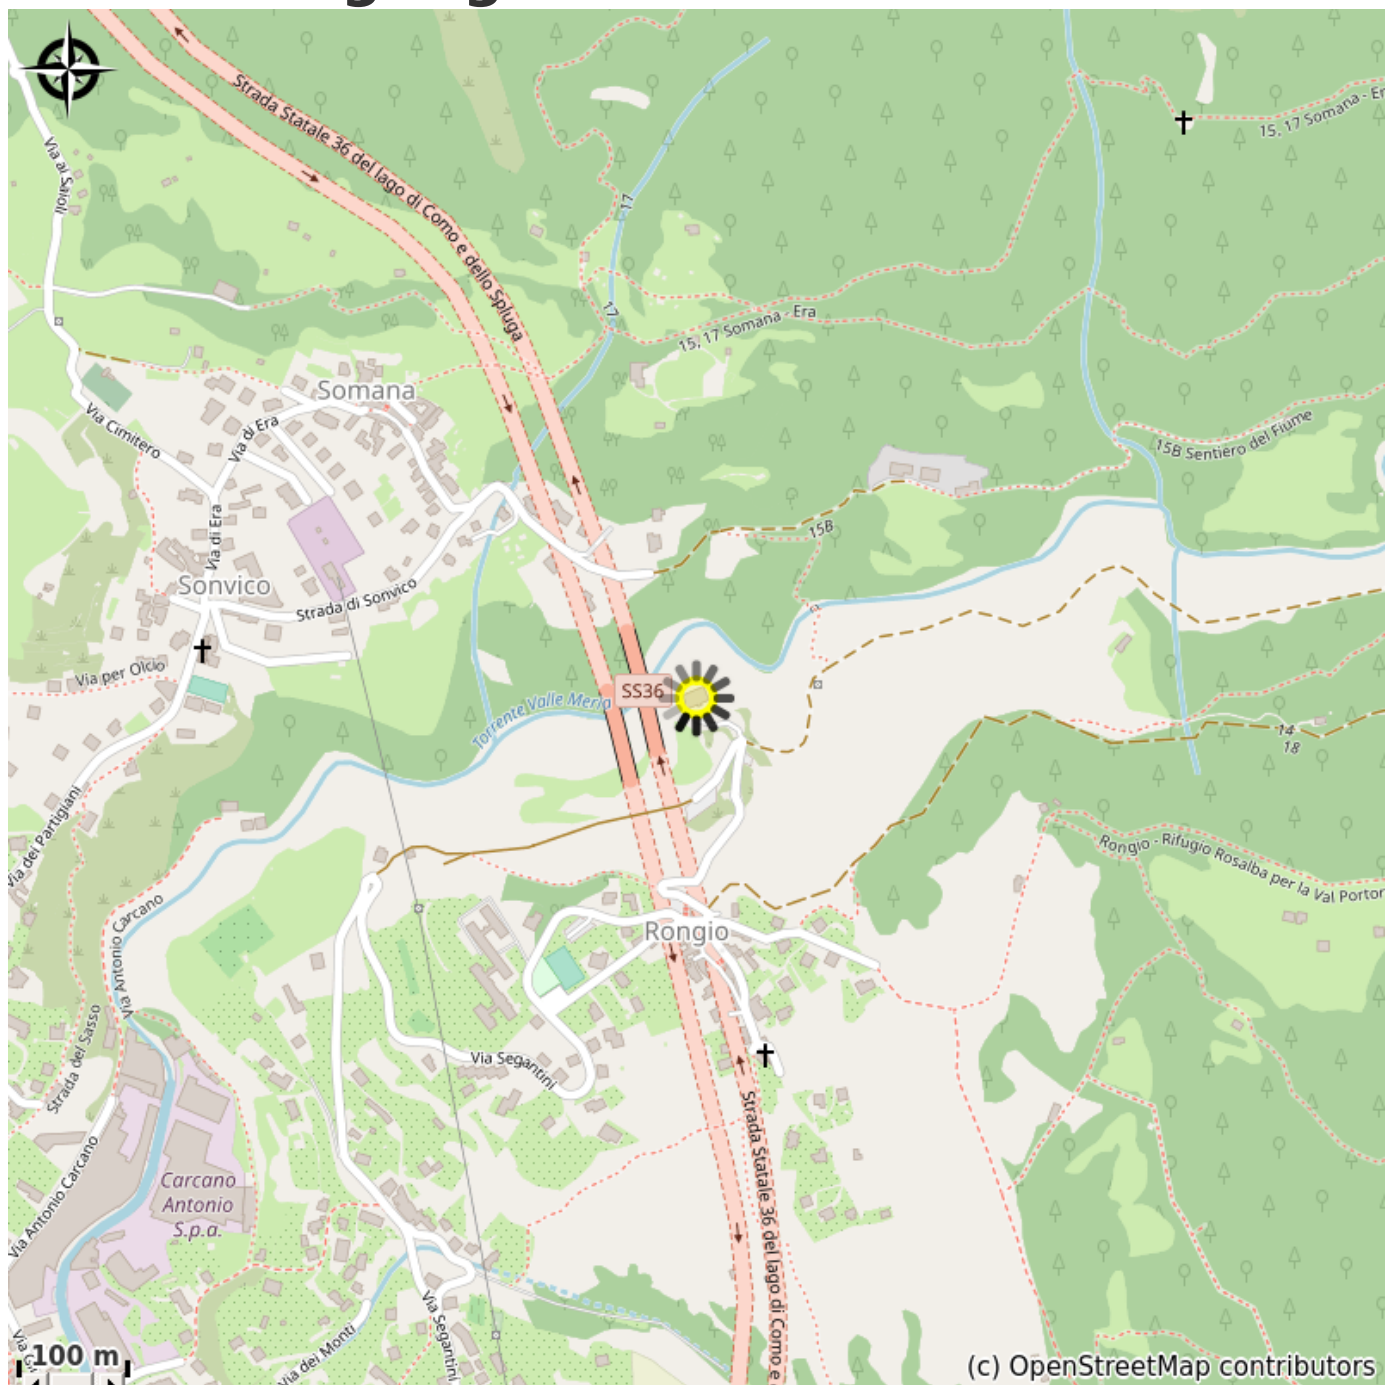 Strada Statale 36 del lago di Como e dello Spluga
Via ai Saioli
17
15, 17 Somana - Er
17
15, 17 Somana - Era
Somana
Via Cimitero
Via di Era
15B Sentiero del Fiume
Via di Era
15B
Sonvico
Strada di Sonvico
Via per Olcio
SS36
Torrente Valle Meria
14
18
Via dei Partigiani
Rongio - Rifugio Rosalba per la Val Portor
Via Antonio Carcano
Rongio
Strada del Sasso
Via Segantini
Strada Statale 36 del lago di Como e
Via Antonio Carcano
Carcano
Antonio
S.p.a.
Via Segantini
Via dei Monti
100 m
(c) OpenStreetMap contributors